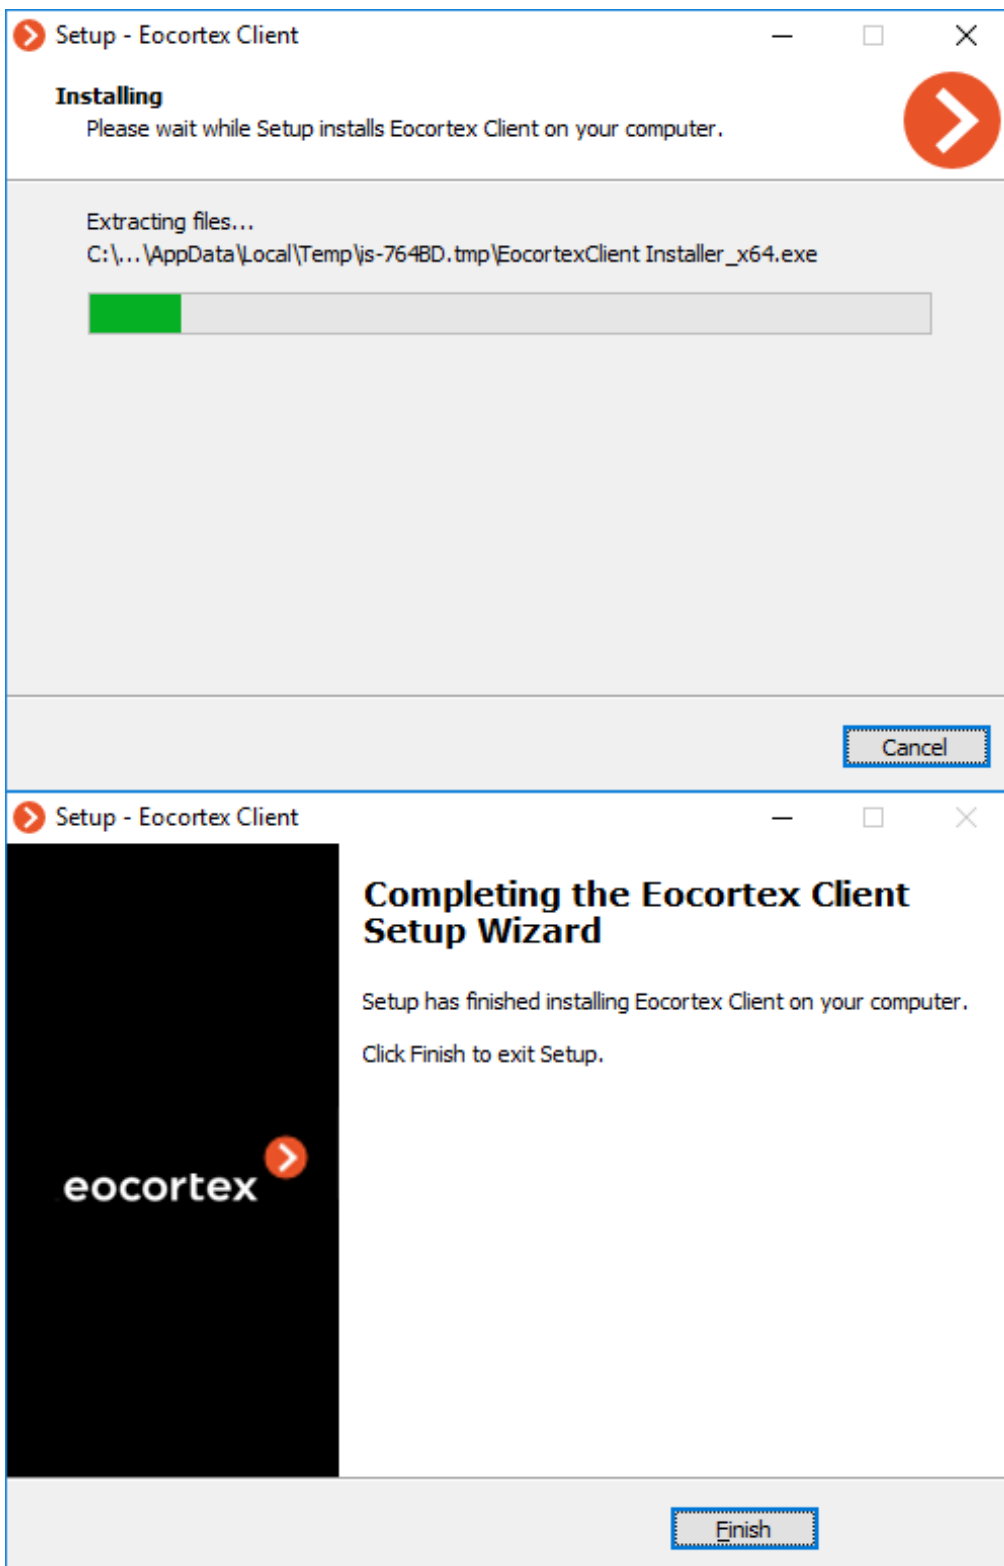 Setup - Eocortex Client
Installing
Please wait while Setup installs Eocortex Client on your computer.
Extracting files...
C:\...\AppData\Local\Temp\is-764BD.tmp\EocortexClient Installer_x64.exe
Cancel
Setup - Eocortex Client
Completing the Eocortex Client
Setup Wizard
Setup has finished installing Eocortex Client on your computer.
Click Finish to exit Setup.
eocortex
Finish